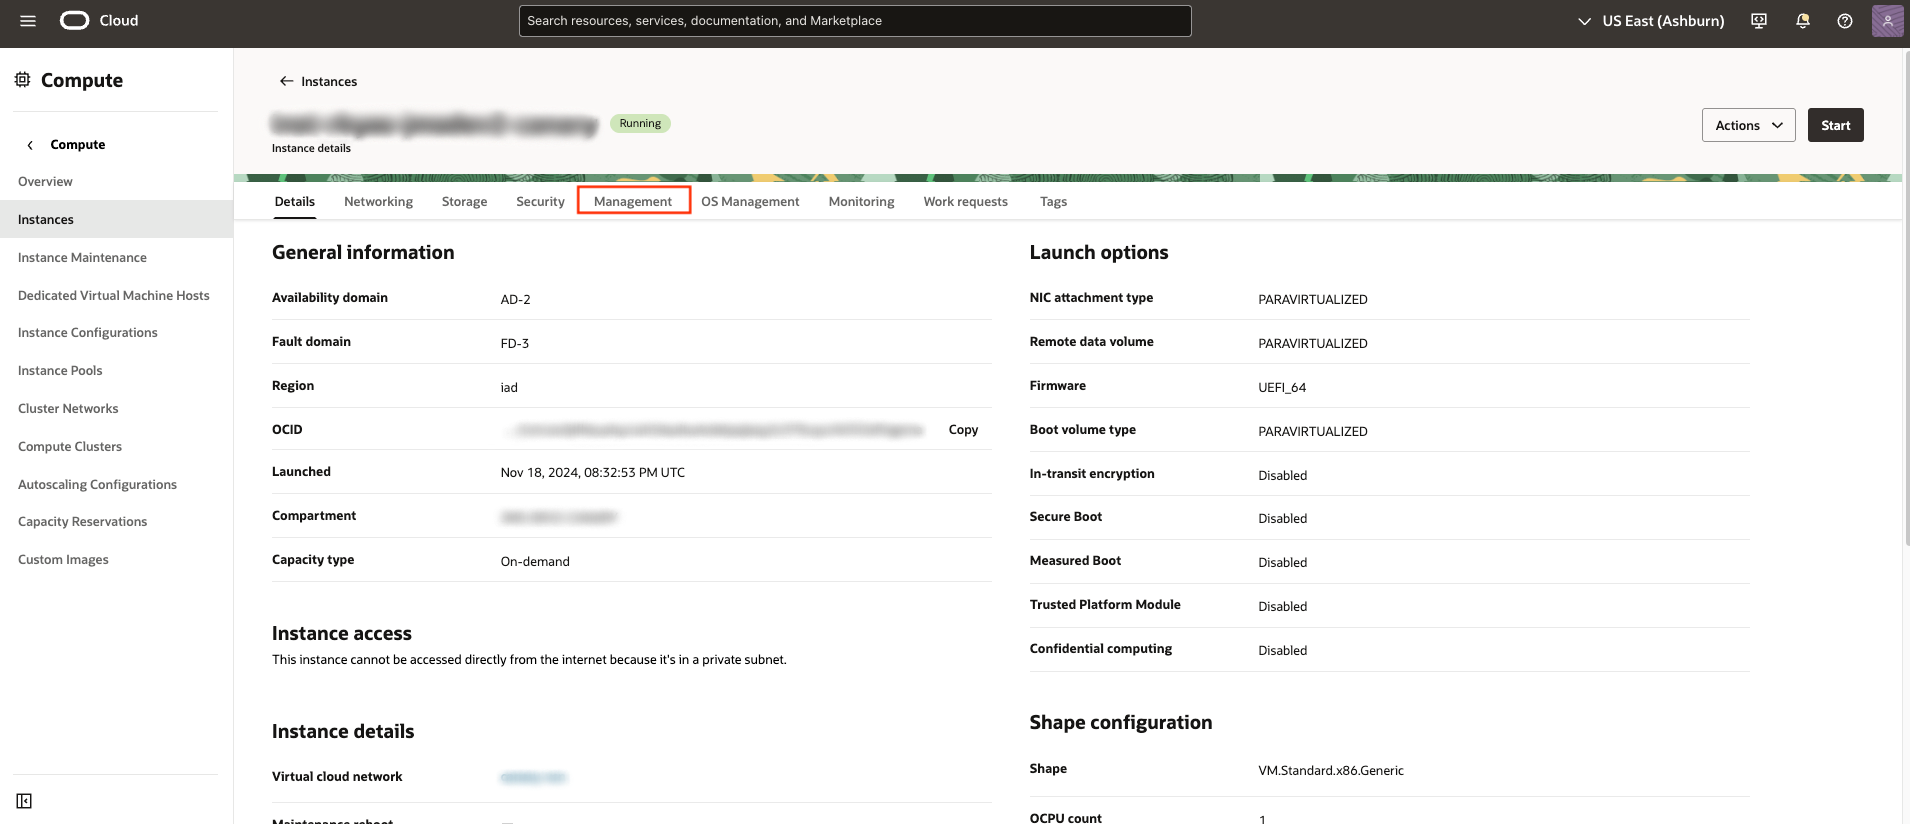 Cloud
Search resources, services, documentation, and Marketplace
US East (Ashburn)
Compute
Compute
Overview
Instances
Instance Maintenance
Dedicated Virtual Machine Hosts
Instance Configurations
Instance Pools
Cluster Networks
Compute Clusters
Autoscaling Configurations
Capacity Reservations
Custom Images
Instances
Running
Instance details
Actions
Start
Details Networking Storage Security Management OS Management Monitoring Work requests Tags
General information
Availability domain AD-2
Fault domain FD-3
Region iad
OCID Copy
Launched Nov 18, 2024, 08:32:53 PM UTC
Compartment
Capacity type On-demand
Instance access
This instance cannot be accessed directly from the internet because it's in a private subnet.
Instance details
Virtual cloud network
Maintenance reboot
Launch options
NIC attachment type PARAVIRTUALIZED
Remote data volume PARAVIRTUALIZED
Firmware UEFI_64
Boot volume type PARAVIRTUALIZED
In-transit encryption Disabled
Secure Boot Disabled
Measured Boot Disabled
Trusted Platform Module Disabled
Confidential computing Disabled
Shape configuration
Shape VM.Standard.x86.Generic
OCPU count 1